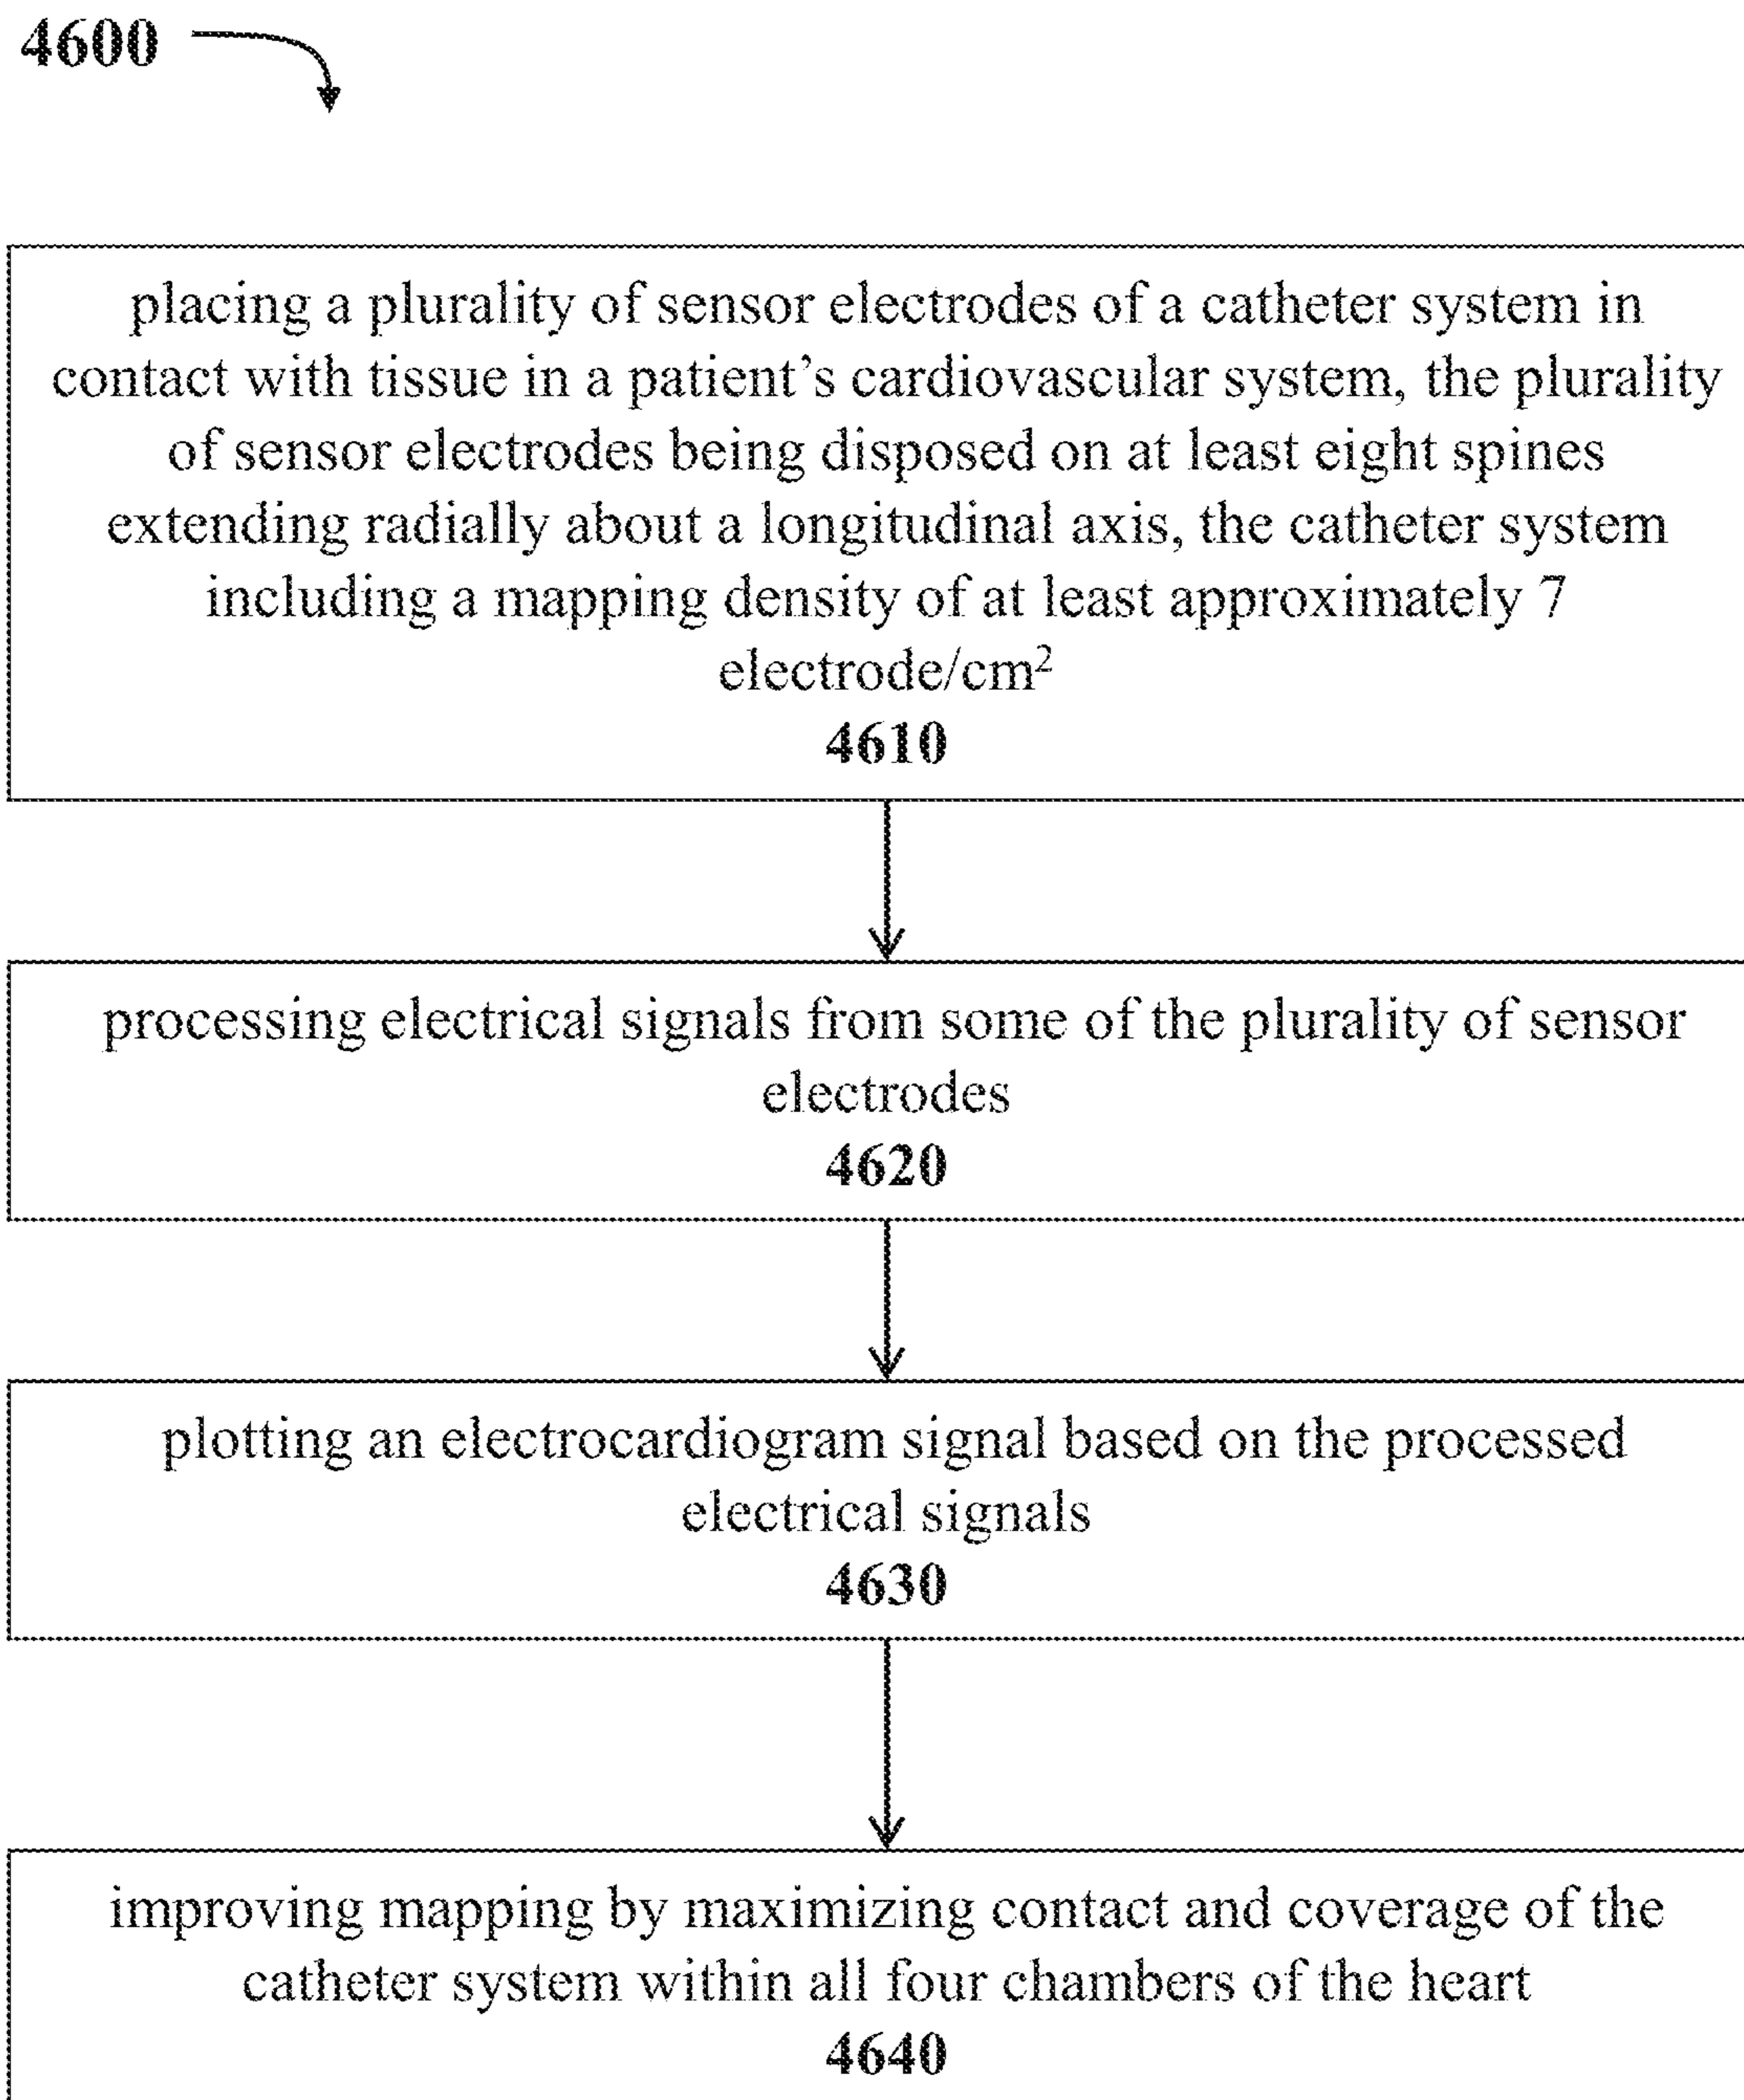 4600
placing a plurality of sensor electrodes of a catheter system in
contact with tissue in a patient’s cardiovascular system, the plurality
of sensor electrodes being disposed on at least eight spines
extending radially about a longitudinal axis, the catheter system
including a mapping density of at least approximately 7
electrode/cm²
4610
processing electrical signals from some of the plurality of sensor
electrodes
4620
plotting an electrocardiogram signal based on the processed
electrical signals
4630
improving mapping by maximizing contact and coverage of the
catheter system within all four chambers of the heart
4640